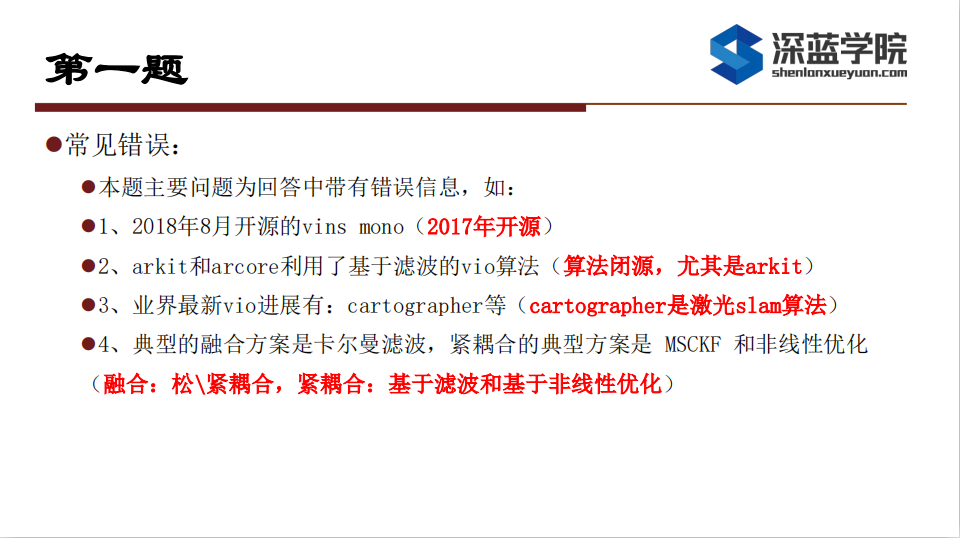 第一题
深蓝学院
shenlanxueyuan.com
●常见错误：
●本题主要问题为回答中带有错误信息，如：
●1、2018年8月开源的vins mono（2017年开源）
●2、arkit和arcore利用了基于滤波的vio算法（算法闭源，尤其是arkit）
●3、业界最新vio进展有：cartographer等（cartographer是激光slam算法）
●4、典型的融合方案是卡尔曼滤波，紧耦合的典型方案是 MSCKF 和非线性优化
（融合：松\紧耦合，紧耦合：基于滤波和基于非线性优化）